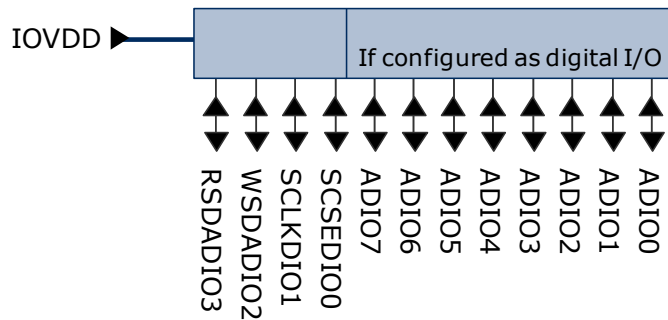 IOVDD
If configured as digital I/O
RSDADIO3
WSDADIO2
SCLKDIO1
SCSEDIO0
ADIO7
ADIO6
ADIO5
ADIO4
ADIO3
ADIO2
ADIO1
ADIO0